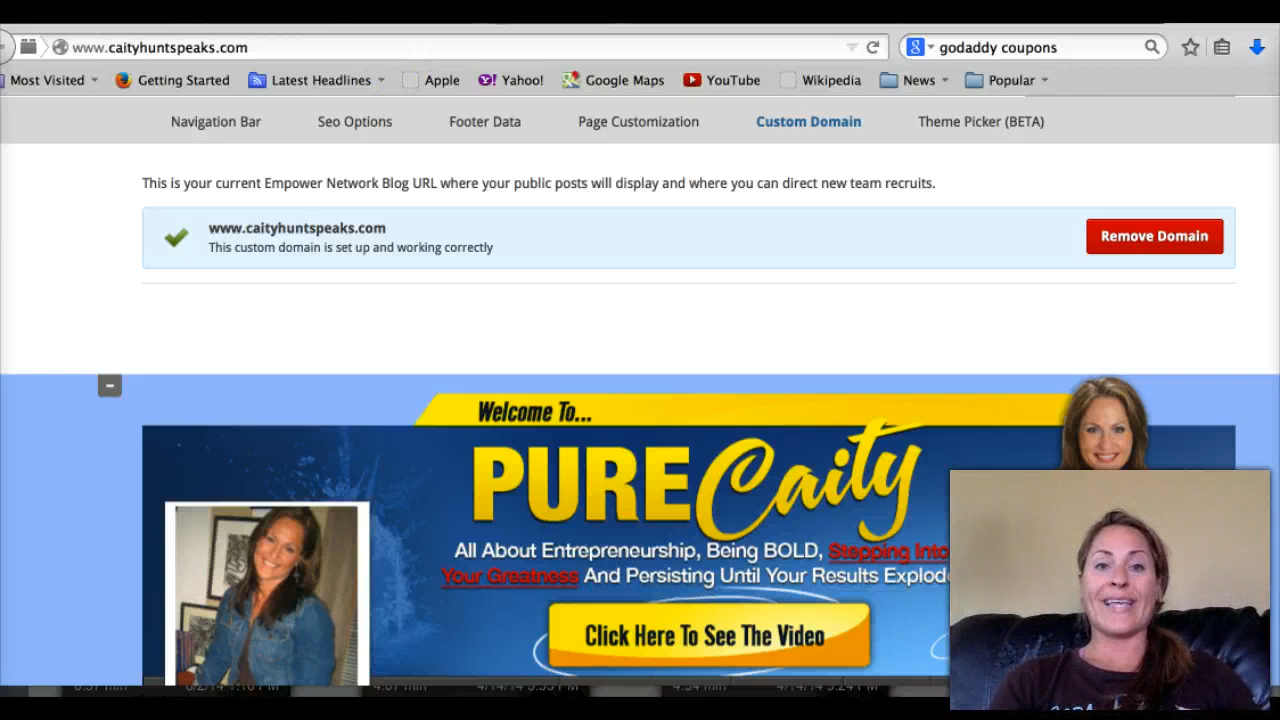 www.caityhuntspeaks.com
godaddy coupons
Most Visited Getting Started Latest Headlines Apple Yahoo! Google Maps YouTube Wikipedia News Popular
Navigation Bar Seo Options Footer Data Page Customization Custom Domain Theme Picker (BETA)
This is your current Empower Network Blog URL where your public posts will display and where you can direct new team recruits.
www.caityhuntspeaks.com
This custom domain is set up and working correctly
Remove Domain
Welcome To...
PURE Caity
All About Entrepreneurship, Being BOLD, Stepping Into
Your Greatness And Persisting Until Your Results Explod
Click Here To See The Video